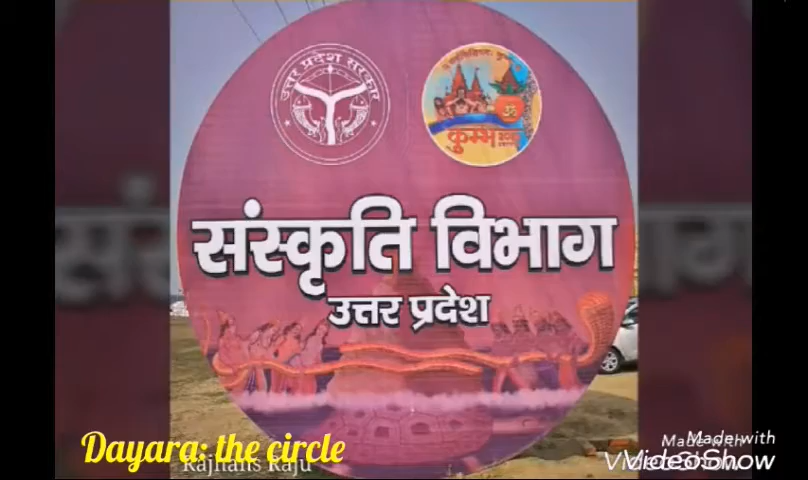 उत्तर प्रदेश सरकार
कुम्भ
संस्कृति विभाग
उत्तर प्रदेश
Dayara: the circle
Rajhans Raju
Made with
VideoShow